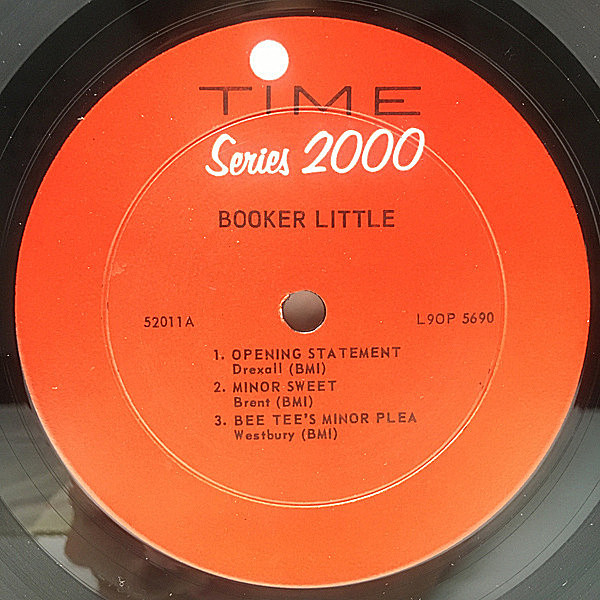 TIME
Series 2000
BOOKER LITTLE
52011A
L9OP 5690
1. OPENING STATEMENT
Drexall (BMI)
2. MINOR SWEET
Brent (BMI)
3. BEE TEE'S MINOR PLEA
Westbury (BMI)